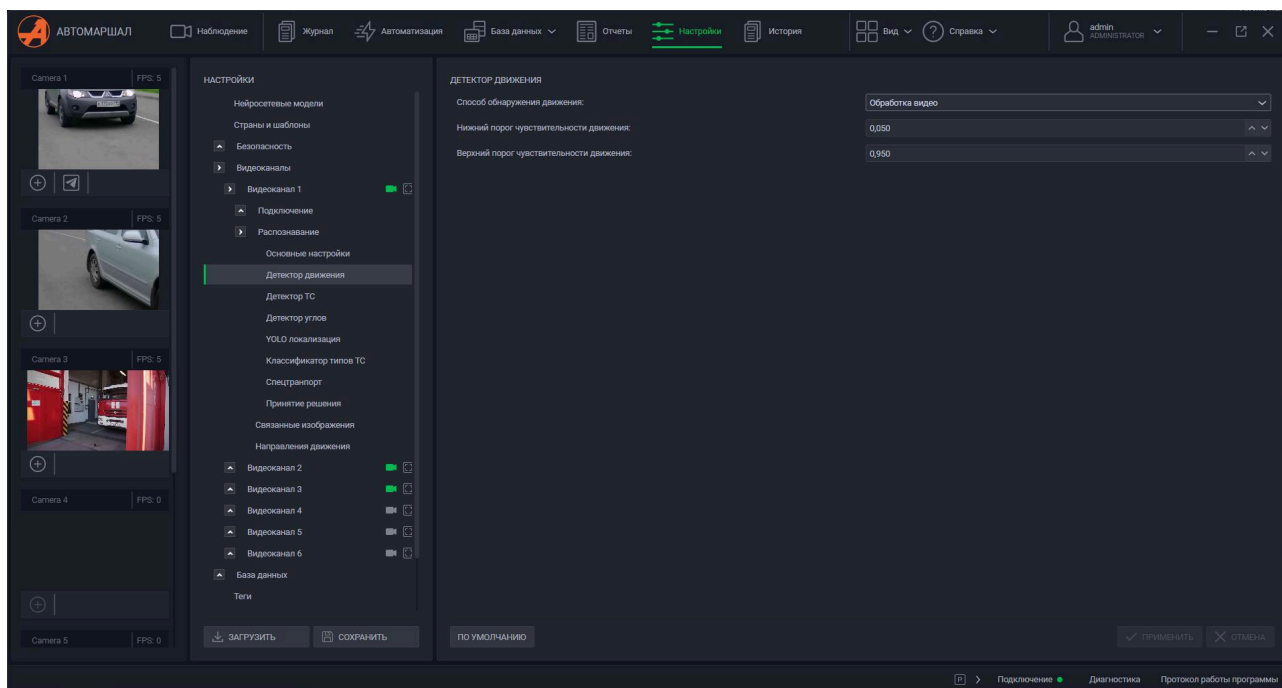 АВТОМАРШАЛ
Наблюдение
Журнал
Автоматизация
База данных
Отчеты
Настройки
История
Вид
Справка
admin
ADMINISTRATOR
Camera 1 FPS: 5
Camera 2 FPS: 5
Camera 3 FPS: 5
Camera 4 FPS: 0
Camera 5 FPS: 0
НАСТРОЙКИ
Нейросетевые модели
Страны и шаблоны
Безопасность
Видеоканалы
Видеоканал 1
Подключение
Распознавание
Основные настройки
Детектор движения
Детектор ТС
Детектор углов
YOLO локализация
Классификатор типов ТС
Спецтранспорт
Принятие решения
Связанные изображения
Направления движения
Видеоканал 2
Видеоканал 3
Видеоканал 4
Видеоканал 5
Видеоканал 6
База данных
Теги
ЗАГРУЗИТЬ
СОХРАНИТЬ
ДЕТЕКТОР ДВИЖЕНИЯ
Способ обнаружения движения: Обработка видео
Нижний порог чувствительности движения: 0,050
Верхний порог чувствительности движения: 0,950
ПО УМОЛЧАНИЮ
ПРИМЕНИТЬ
ОТМЕНА
P
Подключение
Диагностика
Протокол работы программы